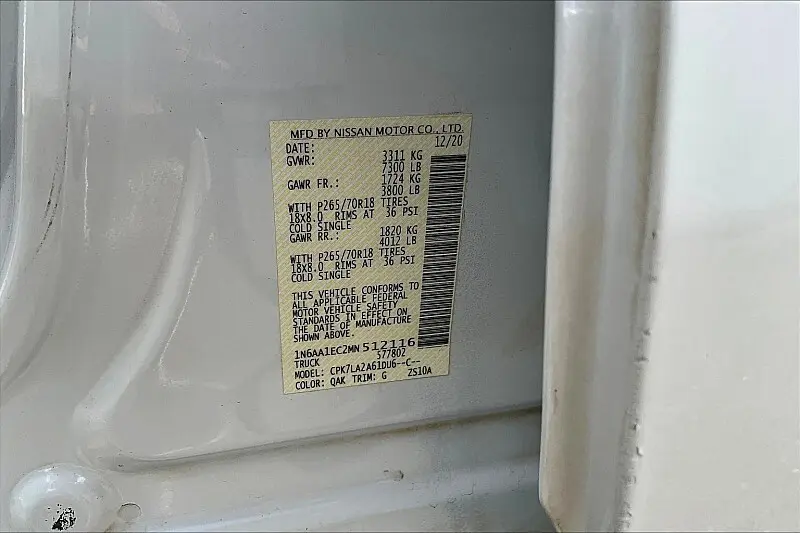 MFD BY NISSAN MOTOR CO., LTD.
DATE: 12/20
GVWR: 3311 KG
7300 LB
GAWR FR.: 1724 KG
3800 LB
WITH P265/70R18 TIRES
18x8.0 RIMS AT 36 PSI
COLD SINGLE
GAWR RR.: 1820 KG
4012 LB
WITH P265/70R18 TIRES
18x8.0 RIMS AT 36 PSI
COLD SINGLE
THIS VEHICLE CONFORMS TO
ALL APPLICABLE FEDERAL
MOTOR VEHICLE SAFETY
STANDARDS IN EFFECT ON
THE DATE OF MANUFACTURE
SHOWN ABOVE.
1N6AA1EC2MN512116
TRUCK 577802
MODEL: CPK7LA2A61DU6--C--
COLOR: QAK TRIM: G ZS10A